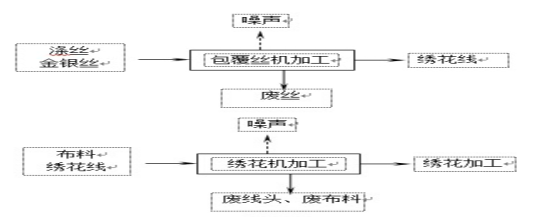 噪声
涤丝
金银丝
包覆丝机加工
绣花线
废丝
噪声
布料
绣花线
绣花机加工
绣花加工
废线头、废布料